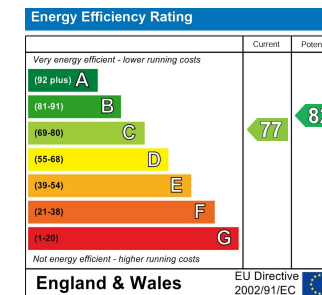 Energy Efficiency Rating
Current
Very energy efficient - lower running costs
(92 plus) A
(81-91) B
(69-80) C
(55-68) D
(39-54) E
(21-38) F
(1-20) G
77
Not energy efficient - higher running costs
England & Wales
EU Directive
2002/91/EC